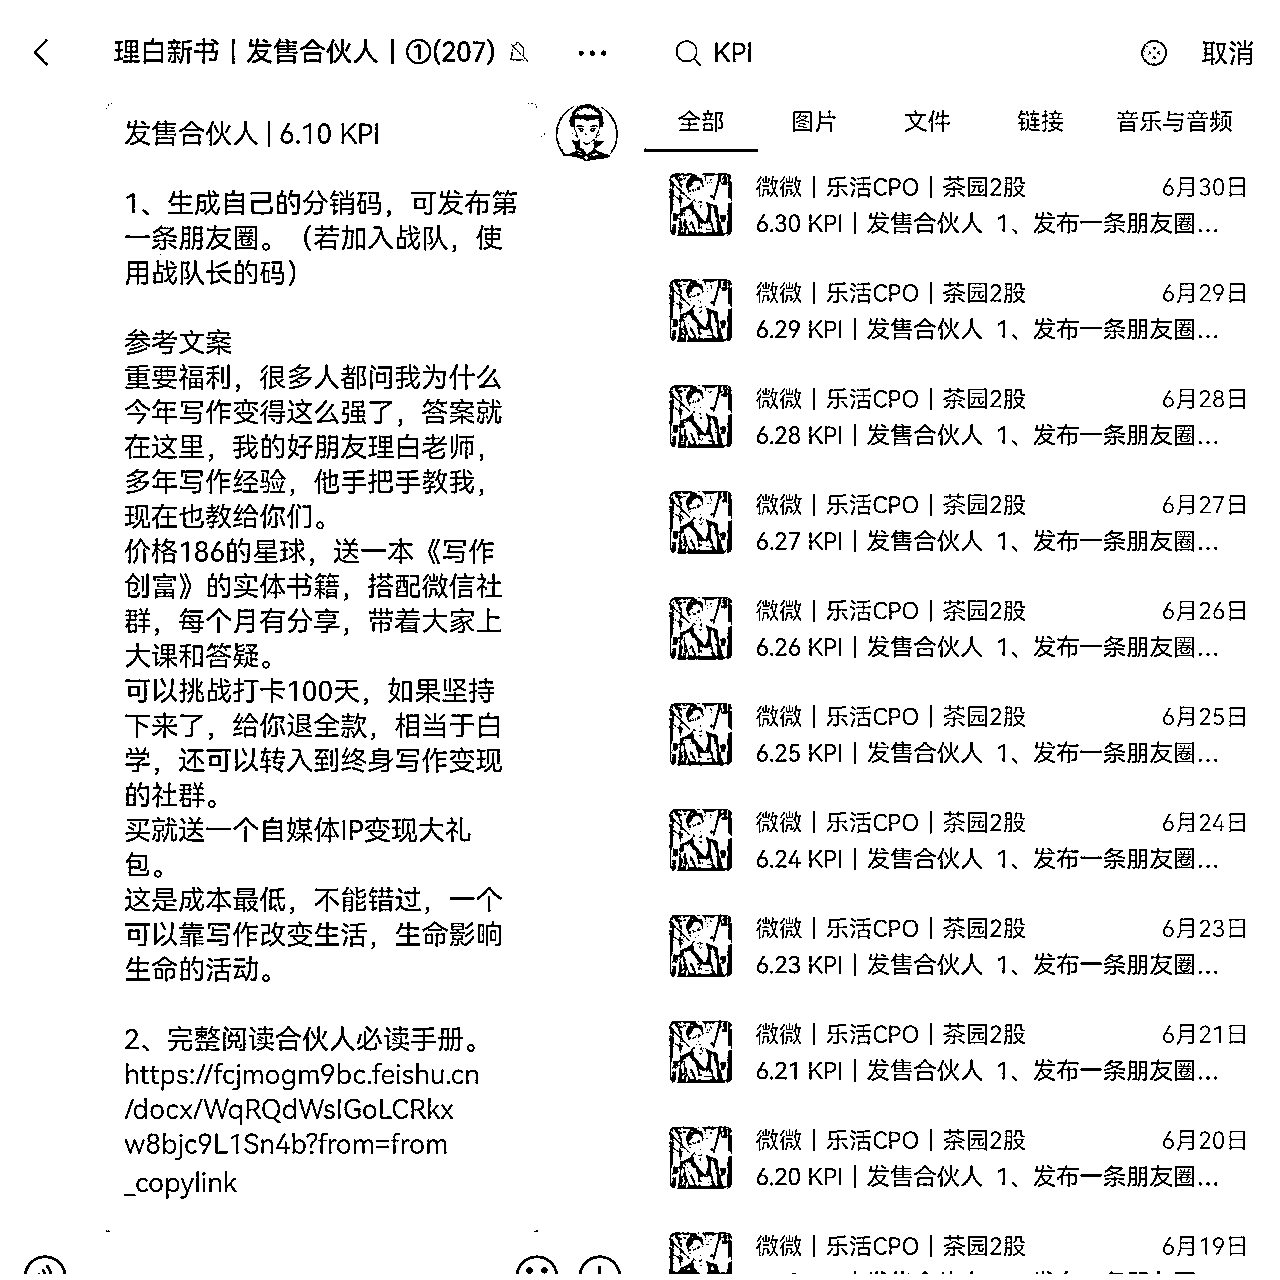 理白新书丨发售合伙人丨①(207)
发售合伙人 | 6.10 KPI
1、生成自己的分销码，可发布第
一条朋友圈。（若加入战队，使
用战队长的码）
参考文案
重要福利，很多人都问我为什么
今年写作变得这么强了，答案就
在这里，我的好朋友理白老师，
多年写作经验，他手把手教我，
现在也教给你们。
价格186的星球，送一本《写作
创富》的实体书籍，搭配微信社
群，每个月有分享，带着大家上
大课和答疑。
可以挑战打卡100天，如果坚持
下来了，给你退全款，相当于白
学，还可以转入到终身写作变现
的社群。
买就送一个自媒体IP变现大礼
包。
这是成本最低，不能错过，一个
可以靠写作改变生活，生命影响
生命的活动。
2、完整阅读合伙人必读手册。
https://fcjmogm9bc.feishu.cn
/docx/WqRQdWslGoLCRkx
w8bjc9L1Sn4b?from=from
_copylink
KPI 取消
全部 图片 文件 链接 音乐与音频
微微丨乐活CPO丨茶园2股 6月30日
6.30 KPI丨发售合伙人 1、发布一条朋友圈...
微微丨乐活CPO丨茶园2股 6月29日
6.29 KPI丨发售合伙人 1、发布一条朋友圈...
微微丨乐活CPO丨茶园2股 6月28日
6.28 KPI丨发售合伙人 1、发布一条朋友圈...
微微丨乐活CPO丨茶园2股 6月27日
6.27 KPI丨发售合伙人 1、发布一条朋友圈...
微微丨乐活CPO丨茶园2股 6月26日
6.26 KPI丨发售合伙人 1、发布一条朋友圈...
微微丨乐活CPO丨茶园2股 6月25日
6.25 KPI丨发售合伙人 1、发布一条朋友圈...
微微丨乐活CPO丨茶园2股 6月24日
6.24 KPI丨发售合伙人 1、发布一条朋友圈...
微微丨乐活CPO丨茶园2股 6月23日
6.23 KPI丨发售合伙人 1、发布一条朋友圈...
微微丨乐活CPO丨茶园2股 6月21日
6.21 KPI丨发售合伙人 1、发布一条朋友圈...
微微丨乐活CPO丨茶园2股 6月20日
6.20 KPI丨发售合伙人 1、发布一条朋友圈...
微微丨乐活CPO丨茶园2股 6月19日